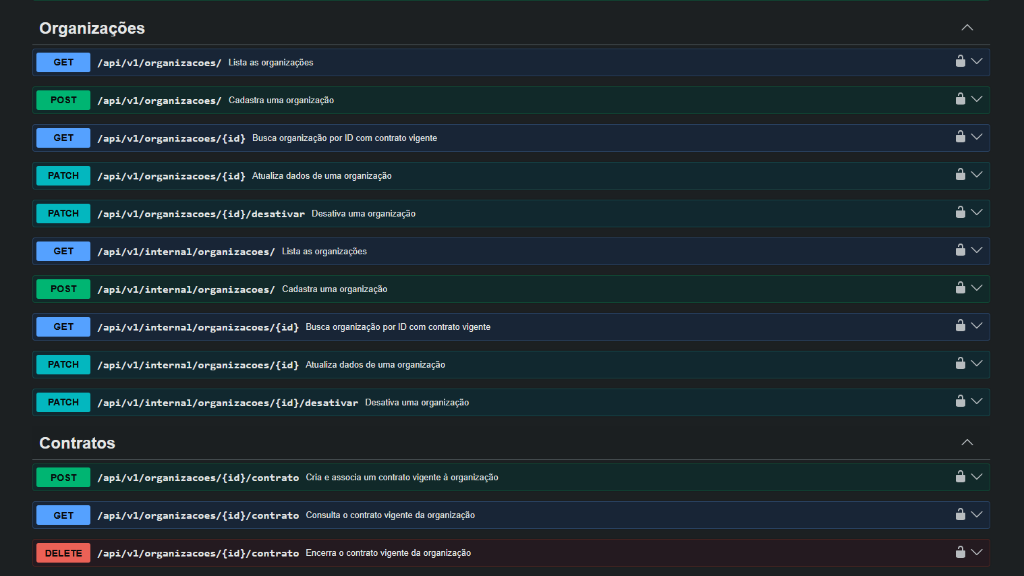 Organizações
GET /api/v1/organizacoes/ Lista as organizações
POST /api/v1/organizacoes/ Cadastra uma organização
GET /api/v1/organizacoes/{id} Busca organização por ID com contrato vigente
PATCH /api/v1/organizacoes/{id} Atualiza dados de uma organização
PATCH /api/v1/organizacoes/{id}/desativar Desativa uma organização
GET /api/v1/internal/organizacoes/ Lista as organizações
POST /api/v1/internal/organizacoes/ Cadastra uma organização
GET /api/v1/internal/organizacoes/{id} Busca organização por ID com contrato vigente
PATCH /api/v1/internal/organizacoes/{id} Atualiza dados de uma organização
PATCH /api/v1/internal/organizacoes/{id}/desativar Desativa uma organização
Contratos
POST /api/v1/organizacoes/{id}/contrato Cria e associa um contrato vigente à organização
GET /api/v1/organizacoes/{id}/contrato Consulta o contrato vigente da organização
DELETE /api/v1/organizacoes/{id}/contrato Encerra o contrato vigente da organização